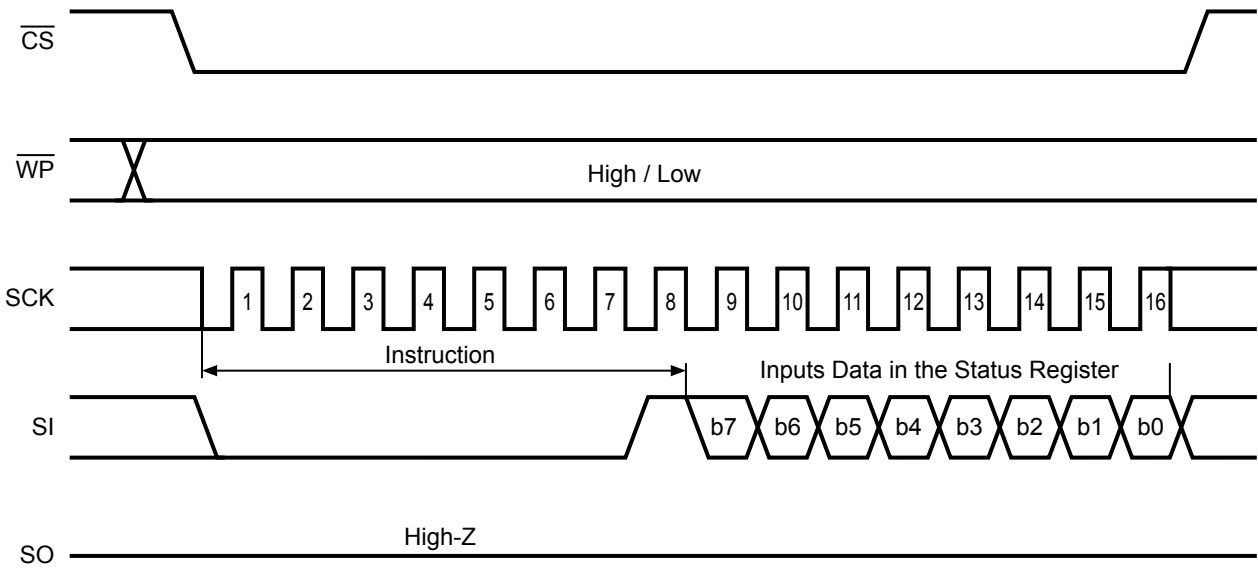 CS
WP
High / Low
SCK
1 2 3 4 5 6 7 8 9 10 11 12 13 14 15 16
Instruction
Inputs Data in the Status Register
SI
b7 b6 b5 b4 b3 b2 b1 b0
High-Z
SO